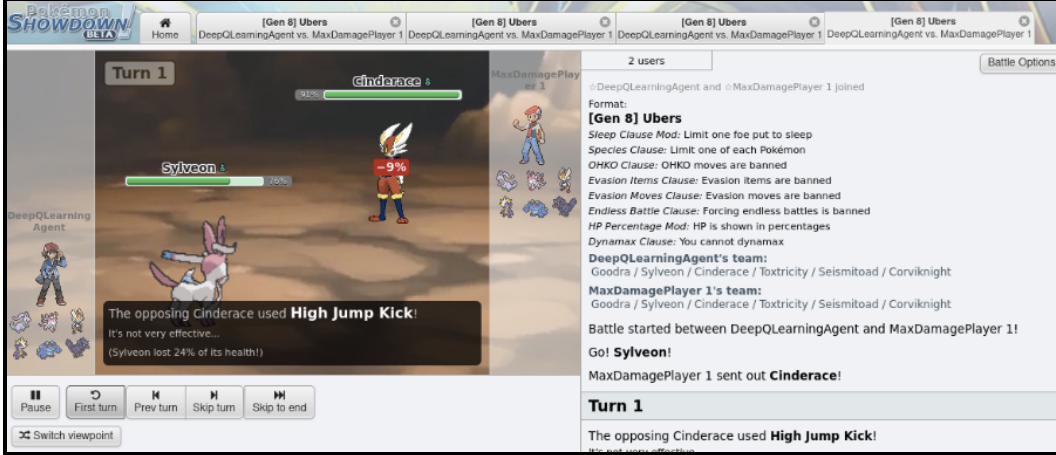 Pokémon
SHOWDOWN
BETA
Home
[Gen 8] Ubers
DeepQLearningAgent vs. MaxDamagePlayer 1
[Gen 8] Ubers
DeepQLearningAgent vs. MaxDamagePlayer 1
[Gen 8] Ubers
DeepQLearningAgent vs. MaxDamagePlayer 1
[Gen 8] Ubers
DeepQLearningAgent vs. MaxDamagePlayer 1
Turn 1
Cinderace
91%
MaxDamagePlay
er 1
-9%
Sylveon
76%
DeepQLearning
Agent
The opposing Cinderace used High Jump Kick!
It's not very effective...
(Sylveon lost 24% of its health!)
Pause
First turn
Prev turn
Skip turn
Skip to end
Switch viewpoint
2 users
Battle Options
☆DeepQLearningAgent and ☆MaxDamagePlayer 1 joined
Format:
[Gen 8] Ubers
Sleep Clause Mod: Limit one foe put to sleep
Species Clause: Limit one of each Pokémon
OHKO Clause: OHKO moves are banned
Evasion Items Clause: Evasion items are banned
Evasion Moves Clause: Evasion moves are banned
Endless Battle Clause: Forcing endless battles is banned
HP Percentage Mod: HP is shown in percentages
Dynamax Clause: You cannot dynamax
DeepQLearningAgent's team:
Goodra / Sylveon / Cinderace / Toxtricity / Seismitoad / Corviknight
MaxDamagePlayer 1's team:
Goodra / Sylveon / Cinderace / Toxtricity / Seismitoad / Corviknight
Battle started between DeepQLearningAgent and MaxDamagePlayer 1!
Go! Sylveon!
MaxDamagePlayer 1 sent out Cinderace!
Turn 1
The opposing Cinderace used High Jump Kick!
It's not very effective